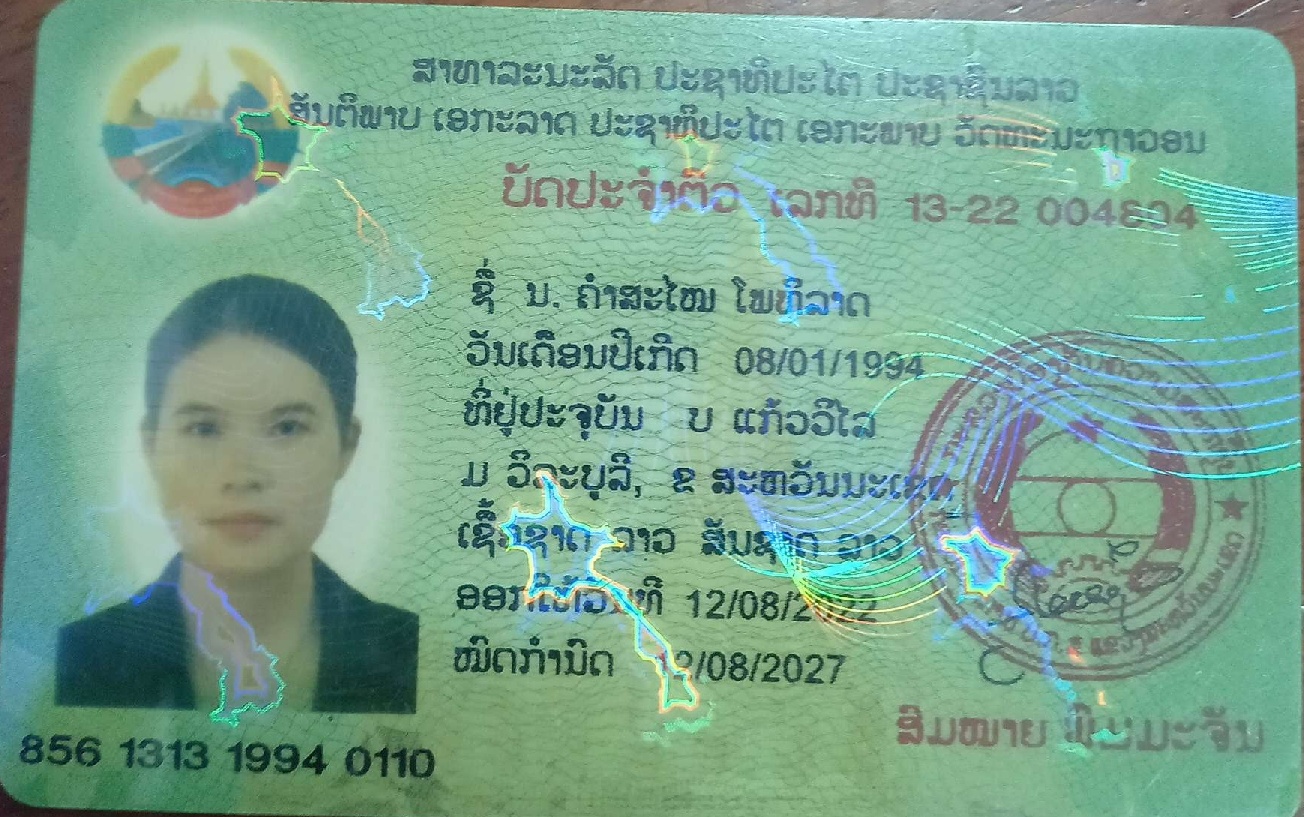 ສາທາລະນະລັດ ປະຊາທິປະໄຕ ປະຊາຊົນລາວ
ສັນຕິພາບ ເອກະລາດ ປະຊາທິປະໄຕ ເອກະພາບ ວັດທະນະຖາວອນ
ບັດປະຈຳຕົວ ເລກທີ 13-22 004804
ຊື່ ນ. ຄຳສະໄໝ ໂພທິລາດ
ວັນເດືອນປີເກີດ 08/01/1994
ທີ່ຢູ່ປະຈຸບັນ ບ ແກ້ວວິໄລ
ມ ວິລະບຸລີ, ຂ ສະຫວັນນະເຂດ
ເຊື້ອຊາດ ລາວ ສັນຊາດ ລາວ
ອອກໃຫ້ວັນທີ 12/08/2022
ໝົດກຳນົດ 12/08/2027
856 1313 1994 0110
ສົມໝາຍ